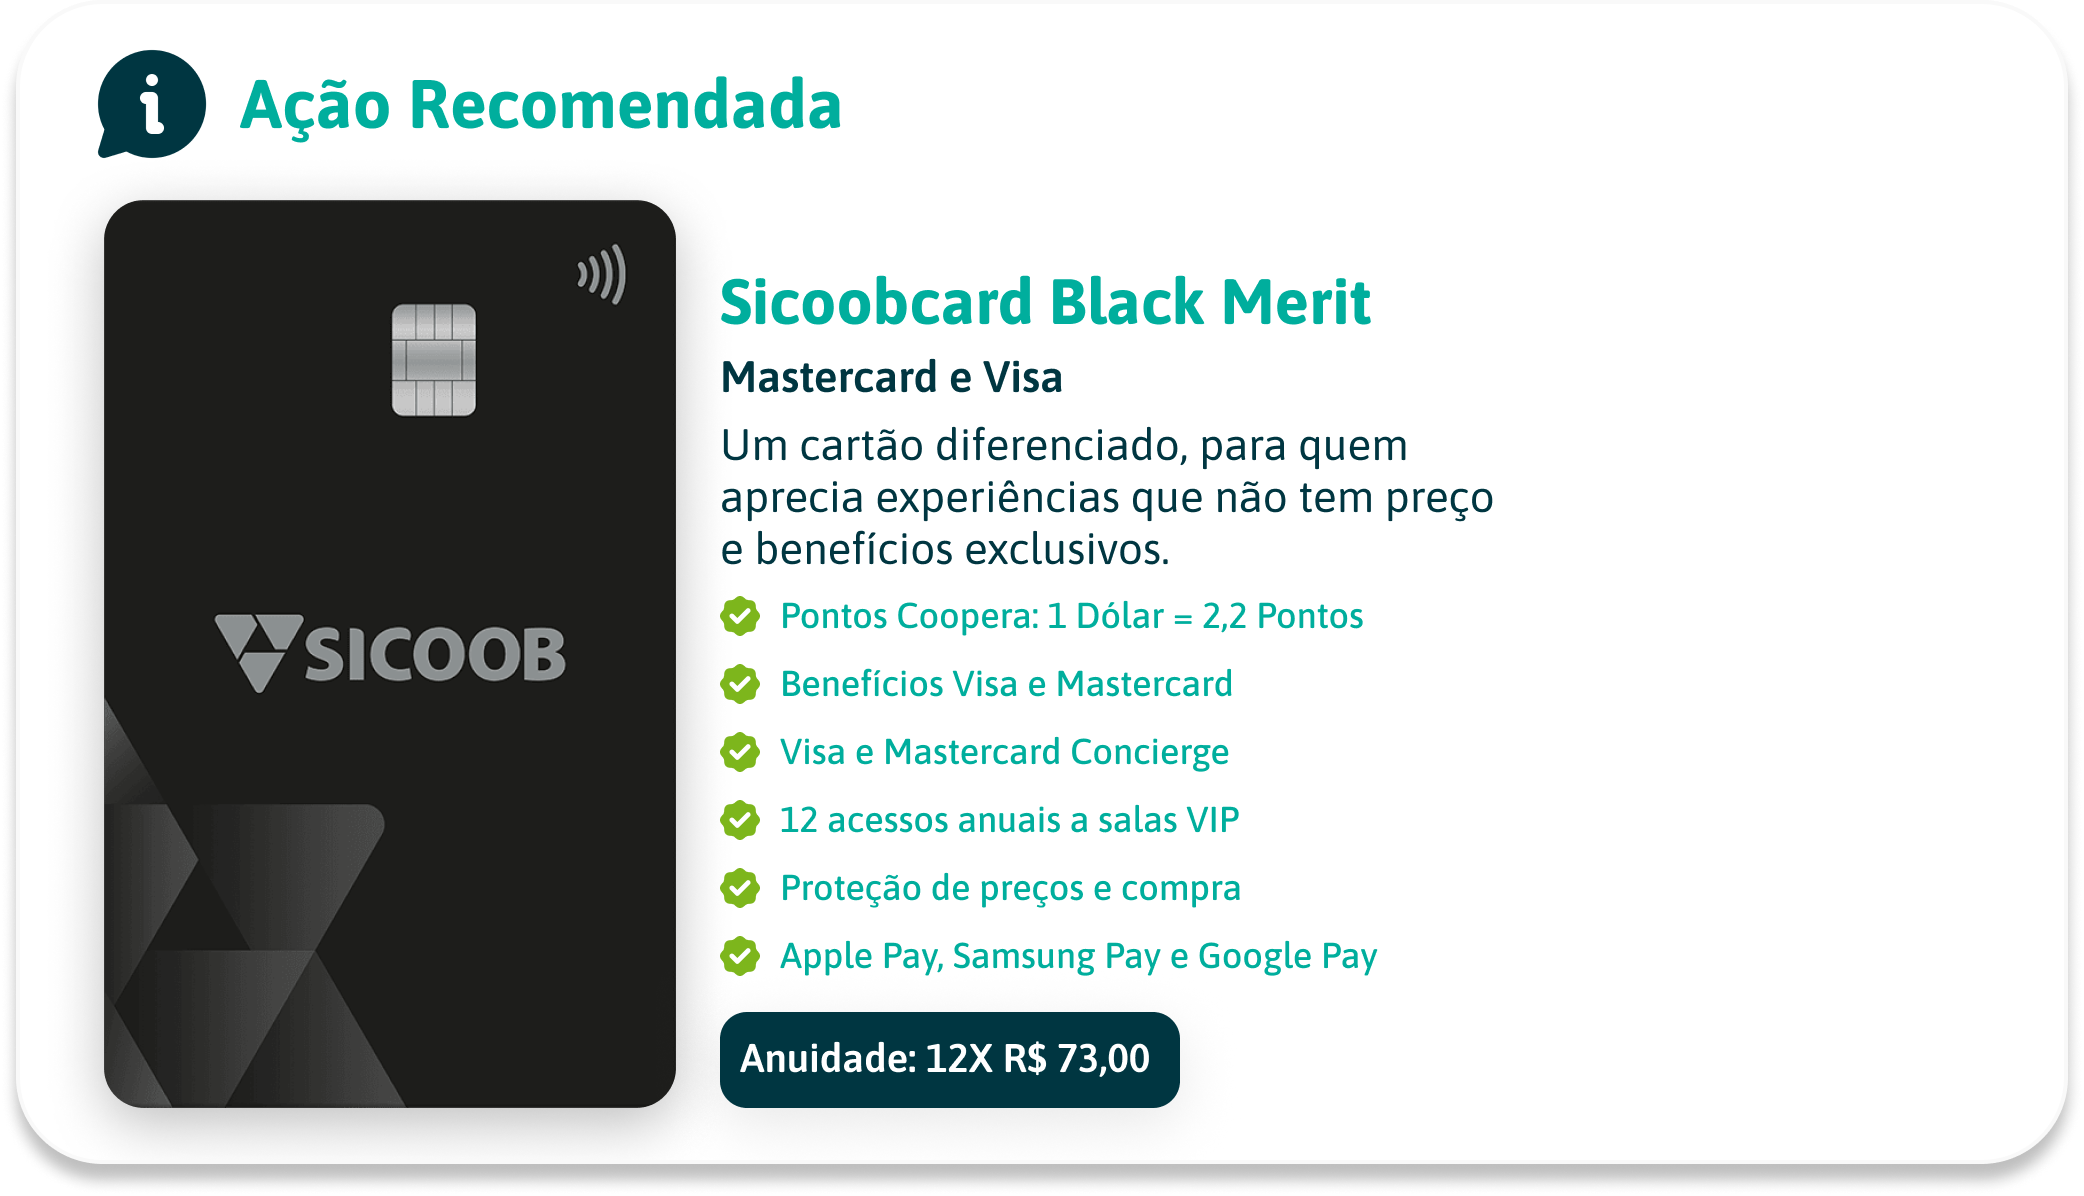 Ação Recomendada
SICOOB
Sicoobcard Black Merit
Mastercard e Visa
Um cartão diferenciado, para quem
aprecia experiências que não tem preço
e benefícios exclusivos.
Pontos Coopera: 1 Dólar = 2,2 Pontos
Benefícios Visa e Mastercard
Visa e Mastercard Concierge
12 acessos anuais a salas VIP
Proteção de preços e compra
Apple Pay, Samsung Pay e Google Pay
Anuidade: 12X R$ 73,00